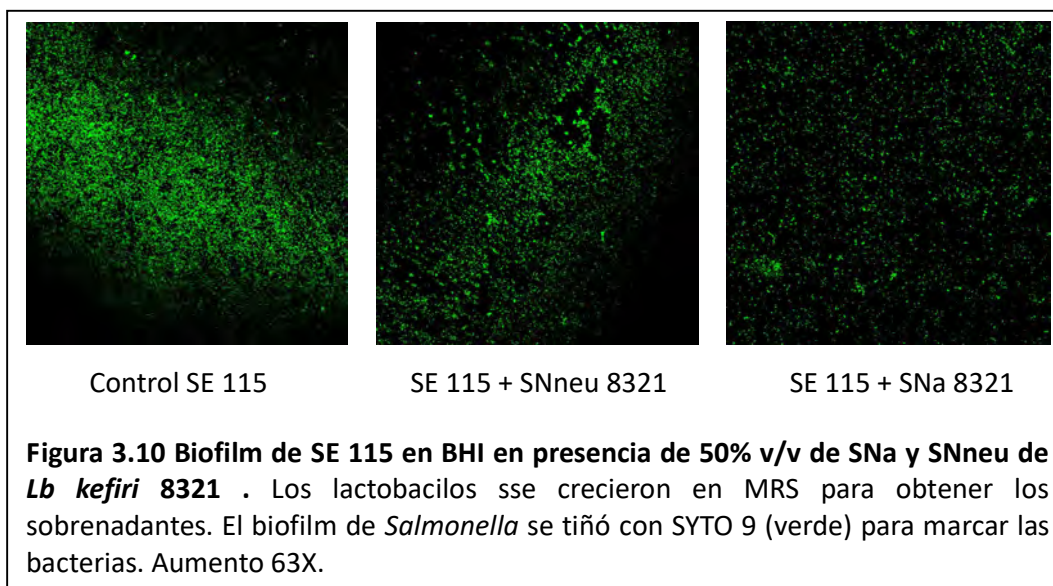 Control SE 115 SE 115 + SNneu 8321 SE 115 + SNa 8321
Figura 3.10 Biofilm de SE 115 en BHI en presencia de 50% v/v de SNa y SNneu de
Lb kefiri 8321 . Los lactobacilos sse crecieron en MRS para obtener los
sobrenadantes. El biofilm de Salmonella se tiñó con SYTO 9 (verde) para marcar las
bacterias. Aumento 63X.